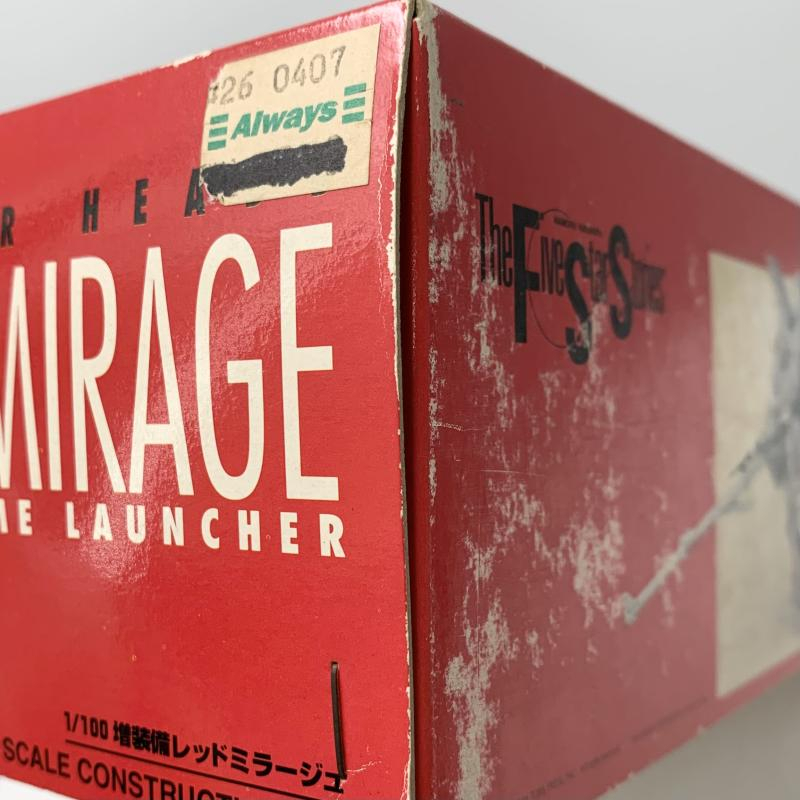 26 0407
Always
R HEA
MIRAGE
ME LAUNCHER
1/100 増装備レッドミラージュ
SCALE CONSTRUCT
The Five Star Stories